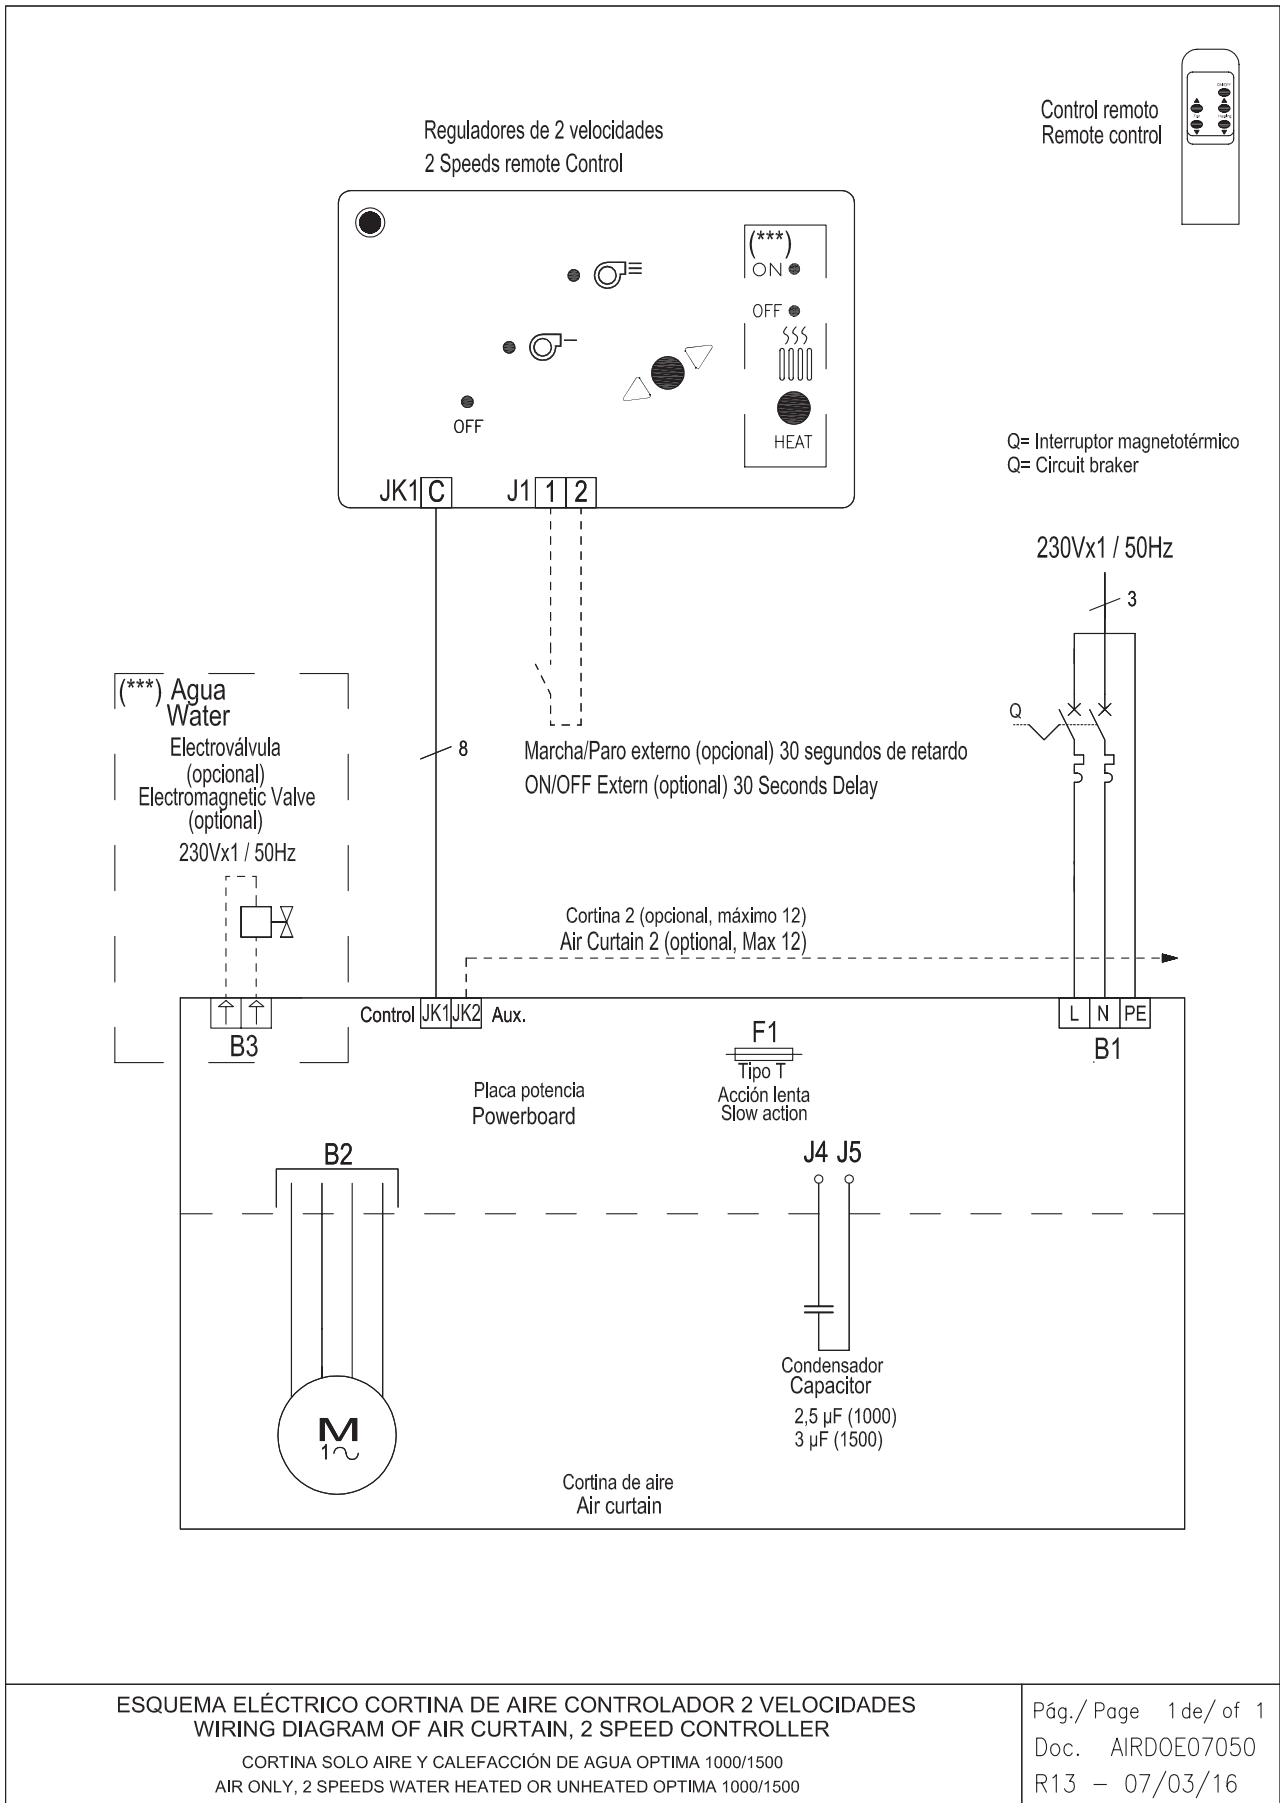 Control remoto
Remote control
Reguladores de 2 velocidades
2 Speeds remote Control
(***)
ON
OFF
OFF
HEAT
JK1 C
J1 1 2
Q= Interruptor magnetotérmico
Q= Circuit braker
230Vx1 / 50Hz
3
Q
8
(***) Agua
Water
Electroválvula
(opcional)
Electromagnetic Valve
(optional)
230Vx1 / 50Hz
Marcha/Paro externo (opcional) 30 segundos de retardo
ON/OFF Extern (optional) 30 Seconds Delay
Cortina 2 (opcional, máximo 12)
Air Curtain 2 (optional, Max 12)
B3
Control JK1 JK2 Aux.
L N PE
B1
F1
Tipo T
Acción lenta
Slow action
Placa potencia
Powerboard
B2
J4 J5
M
1~
Condensador
Capacitor
2,5 µF (1000)
3 µF (1500)
Cortina de aire
Air curtain
ESQUEMA ELÉCTRICO CORTINA DE AIRE CONTROLADOR 2 VELOCIDADES
WIRING DIAGRAM OF AIR CURTAIN, 2 SPEED CONTROLLER
CORTINA SOLO AIRE Y CALEFACCIÓN DE AGUA OPTIMA 1000/1500
AIR ONLY, 2 SPEEDS WATER HEATED OR UNHEATED OPTIMA 1000/1500
Pág./ Page 1 de/ of 1
Doc. AIRDOE07050
R13 - 07/03/16